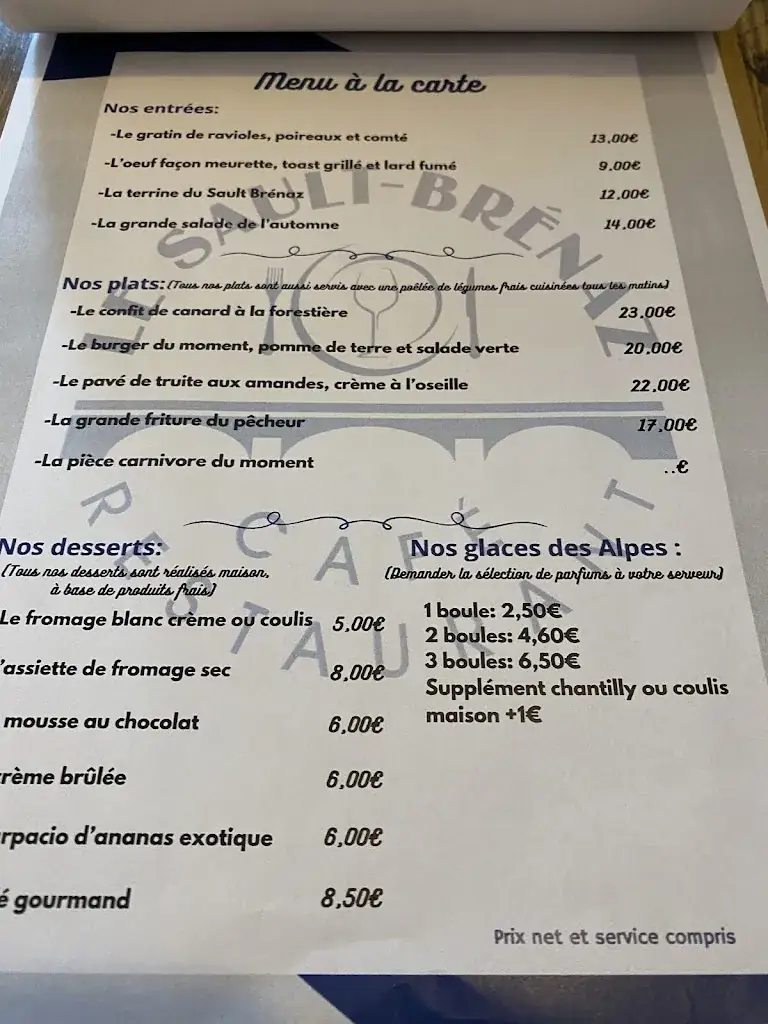 Menu à la carte
Nos entrées:
-Le gratin de ravioles, poireaux et comté 13,00€
-L'oeuf façon meurette, toast grillé et lard fumé 9.00€
-La terrine du Sault Brénaz 12,00€
-La grande salade de l'automne 14,00€
LE SAULT-BRÉNAZ
Nos plats: (Tous nos plats sont aussi servis avec une poêlée de légumes frais cuisinées tous les matins)
-Le confit de canard à la forestière 23.00€
-Le burger du moment, pomme de terre et salade verte 20.00€
-Le pavé de truite aux amandes, crème à l'oseille 22,00€
-La grande friture du pêcheur 17,00€
-La pièce carnivore du moment ..€
CAFÉ
RESTAURANT
Nos desserts:
(Tous nos desserts sont réalisés maison,
à base de produits frais)
Le fromage blanc crème ou coulis 5,00€
'assiette de fromage sec 8,00€
mousse au chocolat 6,00€
rème brûlée 6,00€
rpacio d'ananas exotique 6,00€
é gourmand 8,50€
Nos glaces des Alpes :
(Demander la sélection de parfums à votre serveur)
1 boule: 2,50€
2 boules: 4,60€
3 boules: 6,50€
Supplément chantilly ou coulis
maison +1€
Prix net et service compris